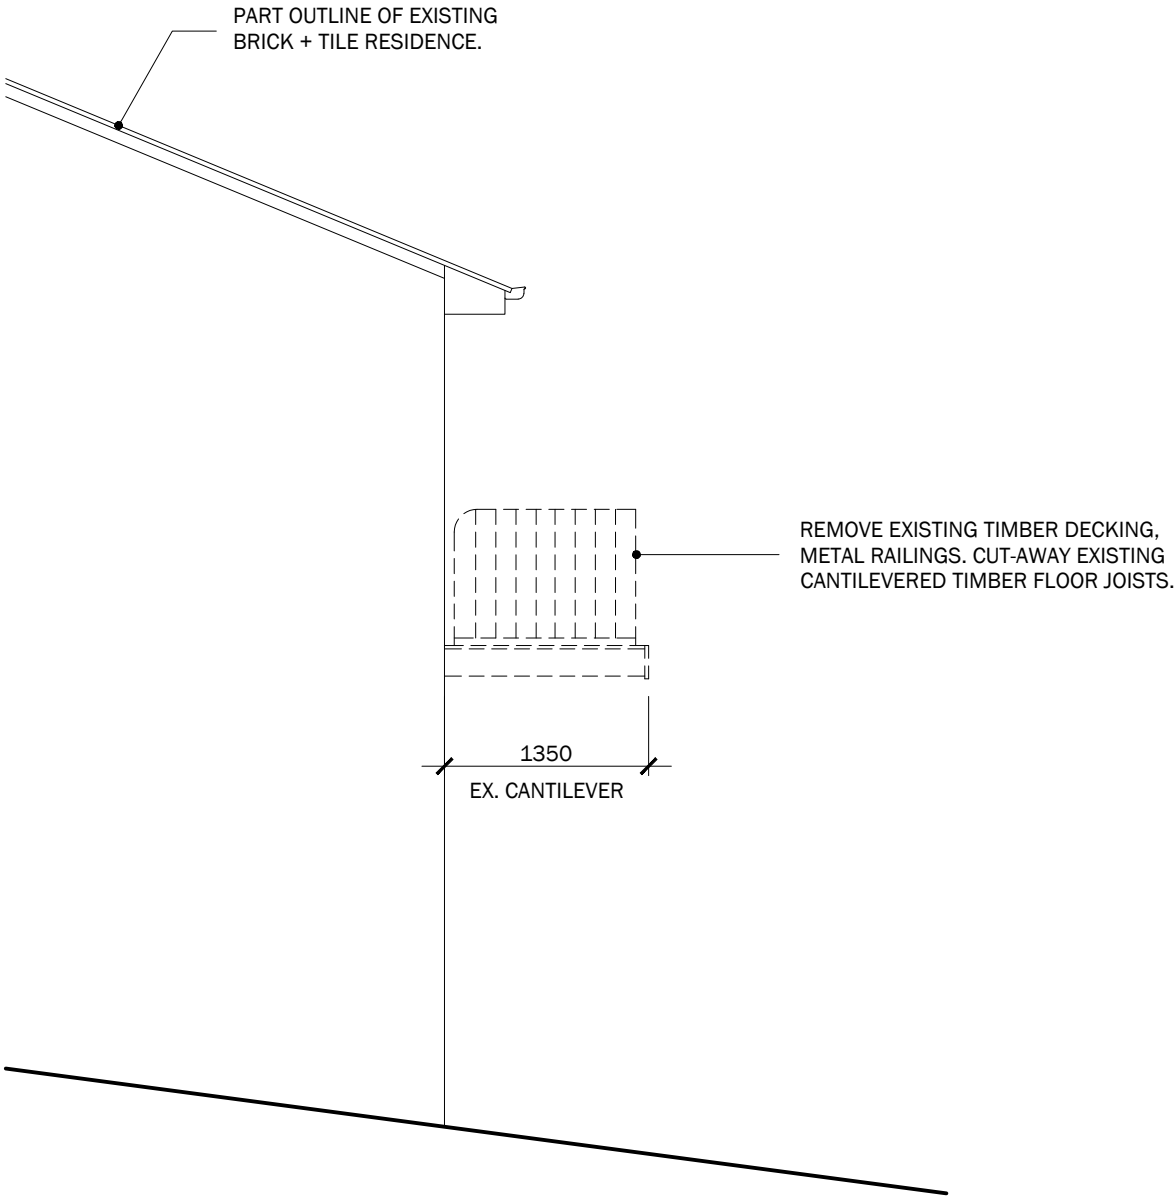 PART OUTLINE OF EXISTING
BRICK + TILE RESIDENCE.
REMOVE EXISTING TIMBER DECKING,
METAL RAILINGS. CUT-AWAY EXISTING
CANTILEVERED TIMBER FLOOR JOISTS.
1350
EX. CANTILEVER